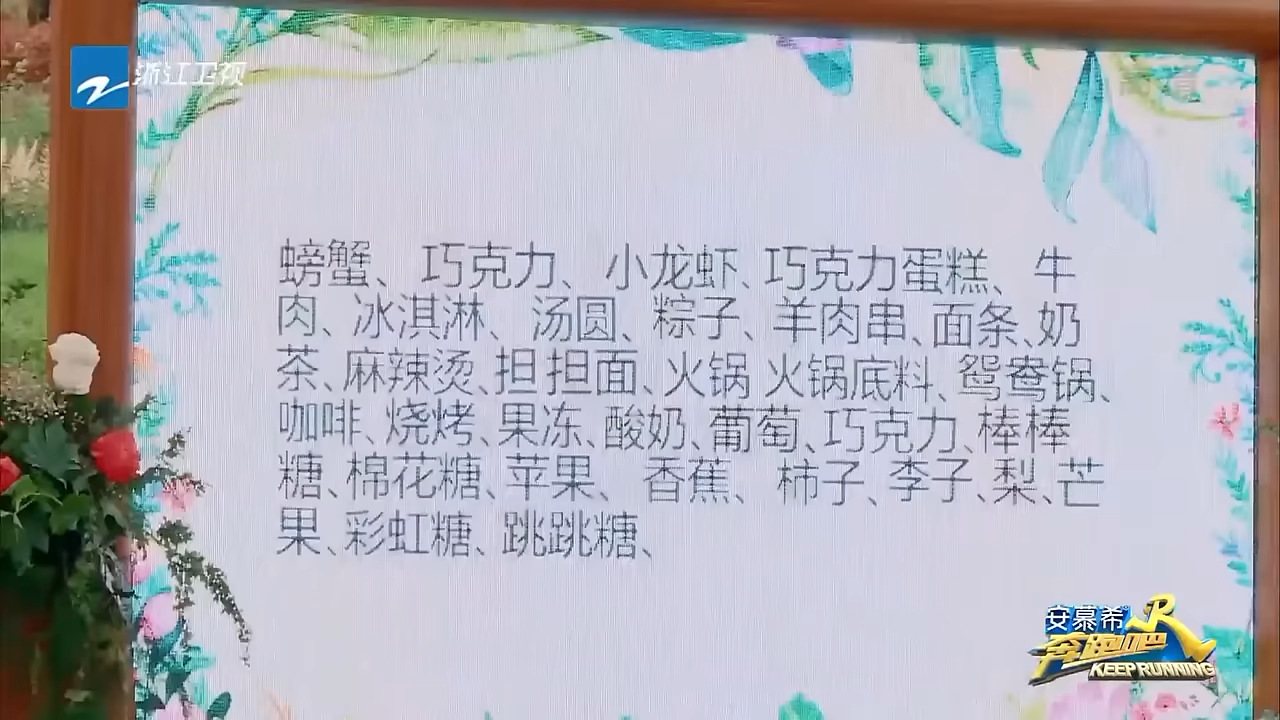 浙江卫视
螃蟹、巧克力、小龙虾、巧克力蛋糕、牛
肉、冰淇淋、汤圆、粽子、羊肉串、面条、奶
茶、麻辣烫、担担面、火锅 火锅底料、鸳鸯锅、
咖啡、烧烤、果冻、酸奶、葡萄、巧克力、棒棒
糖、棉花糖、苹果、香蕉、柿子、李子、梨、芒
果、彩虹糖、跳跳糖、
安慕希
奔跑吧
KEEP RUNNING